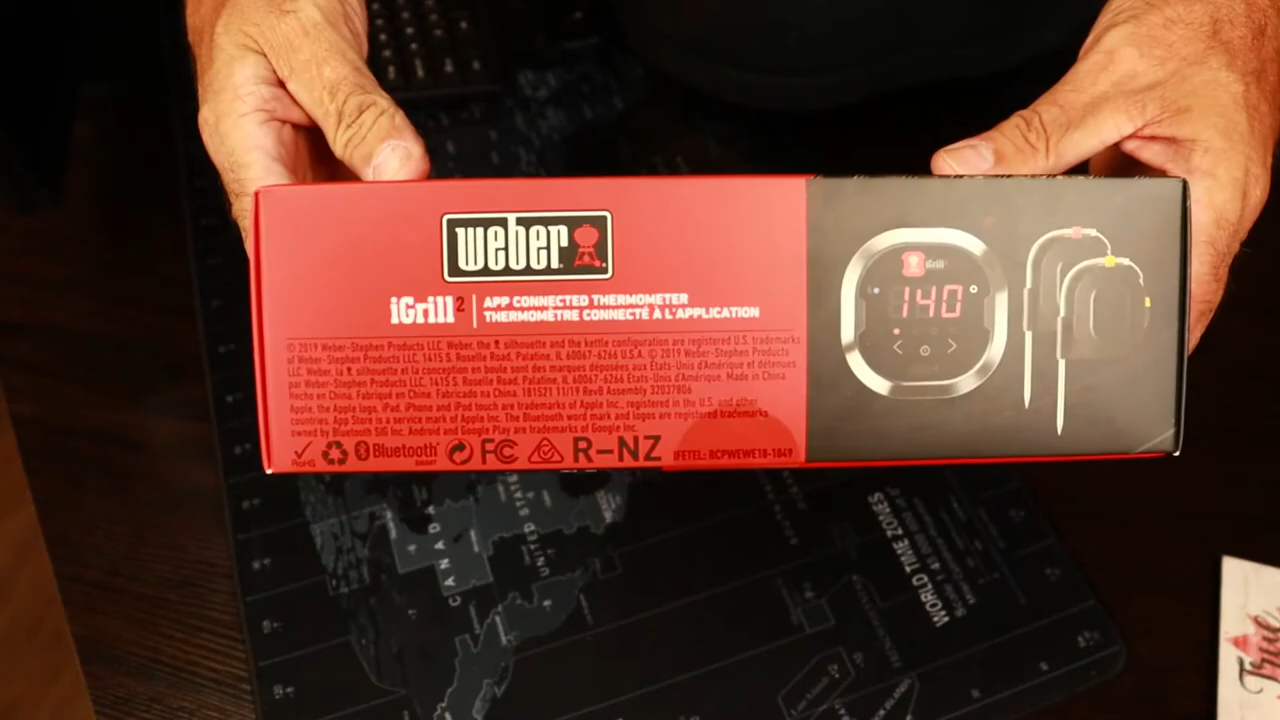 weber
iGrill2
APP CONNECTED THERMOMETER
THERMOMÈTRE CONNECTÉ À L'APPLICATION
© 2019 Weber-Stephen Products LLC. Weber, the silhouette and the kettle configuration are registered U.S. trademarks
of Weber-Stephen Products LLC, 1415 S. Roselle Road, Palatine, IL 60067-6266 U.S.A. © 2019 Weber-Stephen Products
LLC. Weber, la silhouette et la conception en boule sont des marques déposées aux États-Unis d'Amérique et détenues
par Weber-Stephen Products LLC, 1415 S. Roselle Road, Palatine, IL 60067-6266 États-Unis d'Amérique. Made in China
Hecho en China. Fabriqué en Chine. Fabricado na China. 181521 11/19 RevB Assembly 32037806
Apple, the Apple logo, iPad, iPhone and iPod touch are trademarks of Apple Inc., registered in the U.S. and other
countries. App Store is a service mark of Apple Inc. The Bluetooth word mark and logos are registered trademarks
owned by Bluetooth SIG Inc. Android and Google Play are trademarks of Google Inc.
RoHS Bluetooth SMART FC R-NZ IFETEL: RCPWEWE18-1849
iGrill
140
CANADA
UNITED STATES
WORLD TIME ZONES
True